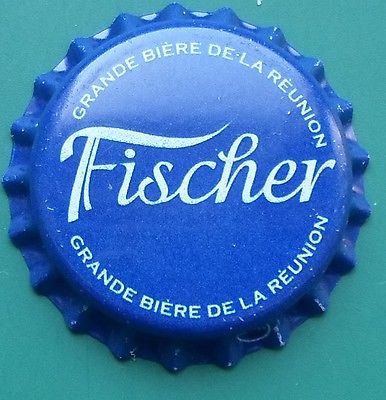 GRANDE BIÈRE DE LA RÉUNION
Fischer
GRANDE BIÈRE DE LA RÉUNION